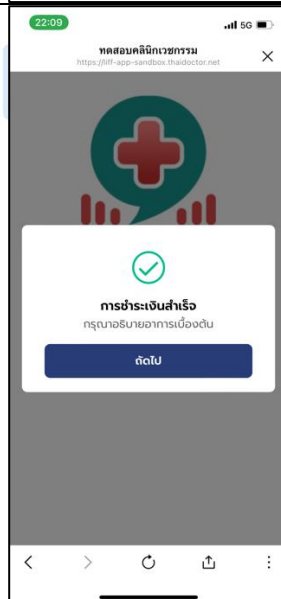 22:09
5G
ทดสอบคลินิกเวชกรรม
https://liff-app-sandbox.thaidoctor.net
การชำระเงินสำเร็จ
กรุณาอธิบายอาการเบื้องต้น
ถัดไป